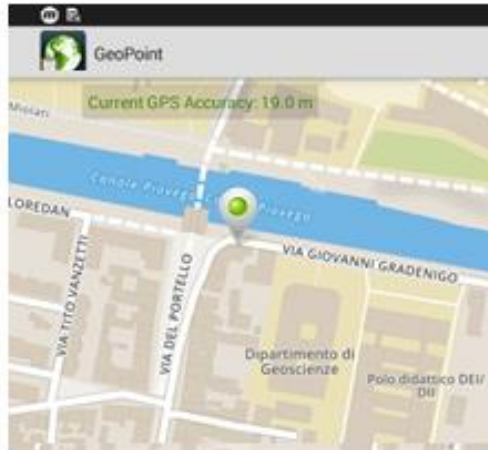 GeoPoint
Current GPS Accuracy: 19.0 m
Canale Piovego
Piovego
LOREDAN
VIA TITO VANZETTI
VIA DEL PORTELLO
VIA GIOVANNI GRADENIGO
Dipartimento di
Geoscienze
Polo didattico DEI/
DII